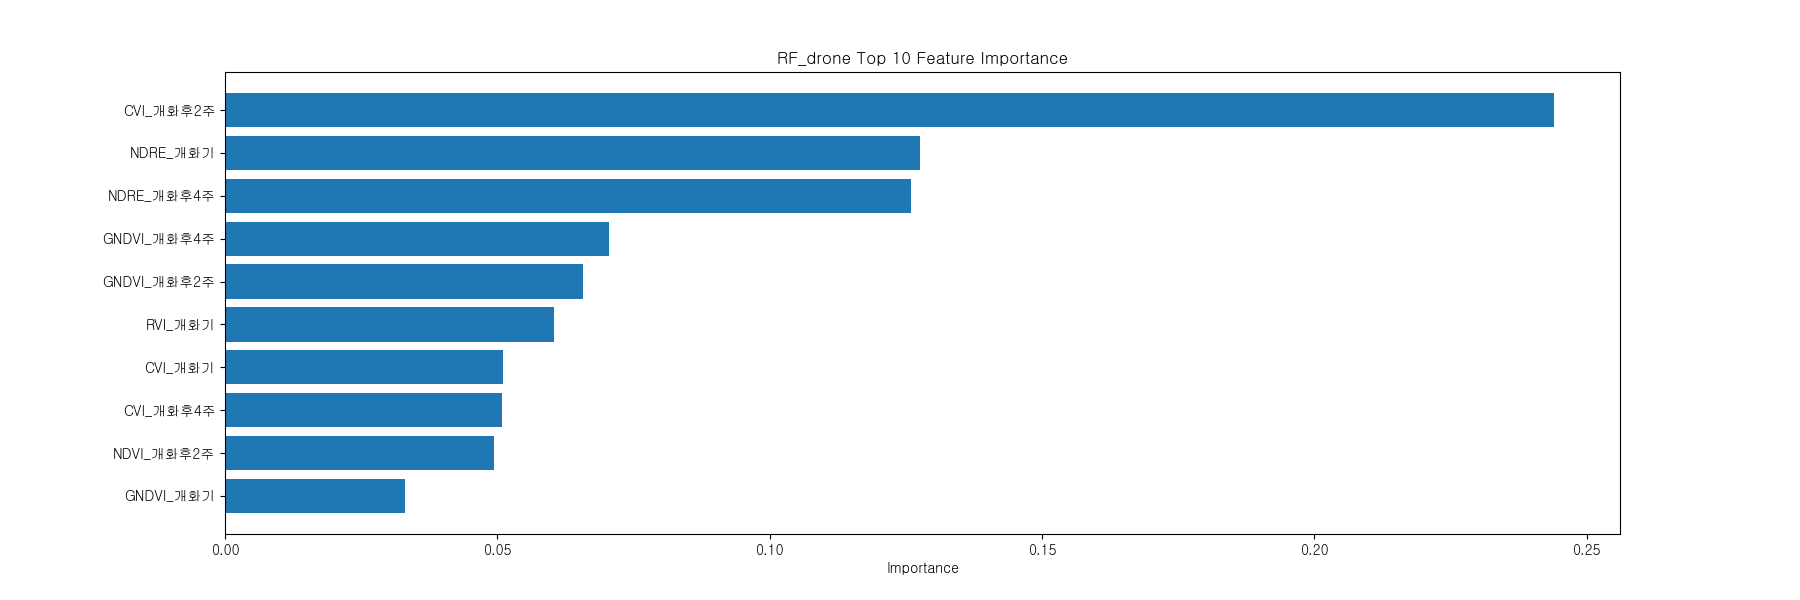 RF_drone Top 10 Feature Importance
CVI_개화후2주
NDRE_개화기
NDRE_개화후4주
GNDVI_개화후4주
GNDVI_개화후2주
RVI_개화기
CVI_개화기
CVI_개화후4주
NDVI_개화후2주
GNDVI_개화기
0.00 0.05 0.10 0.15 0.20 0.25
Importance